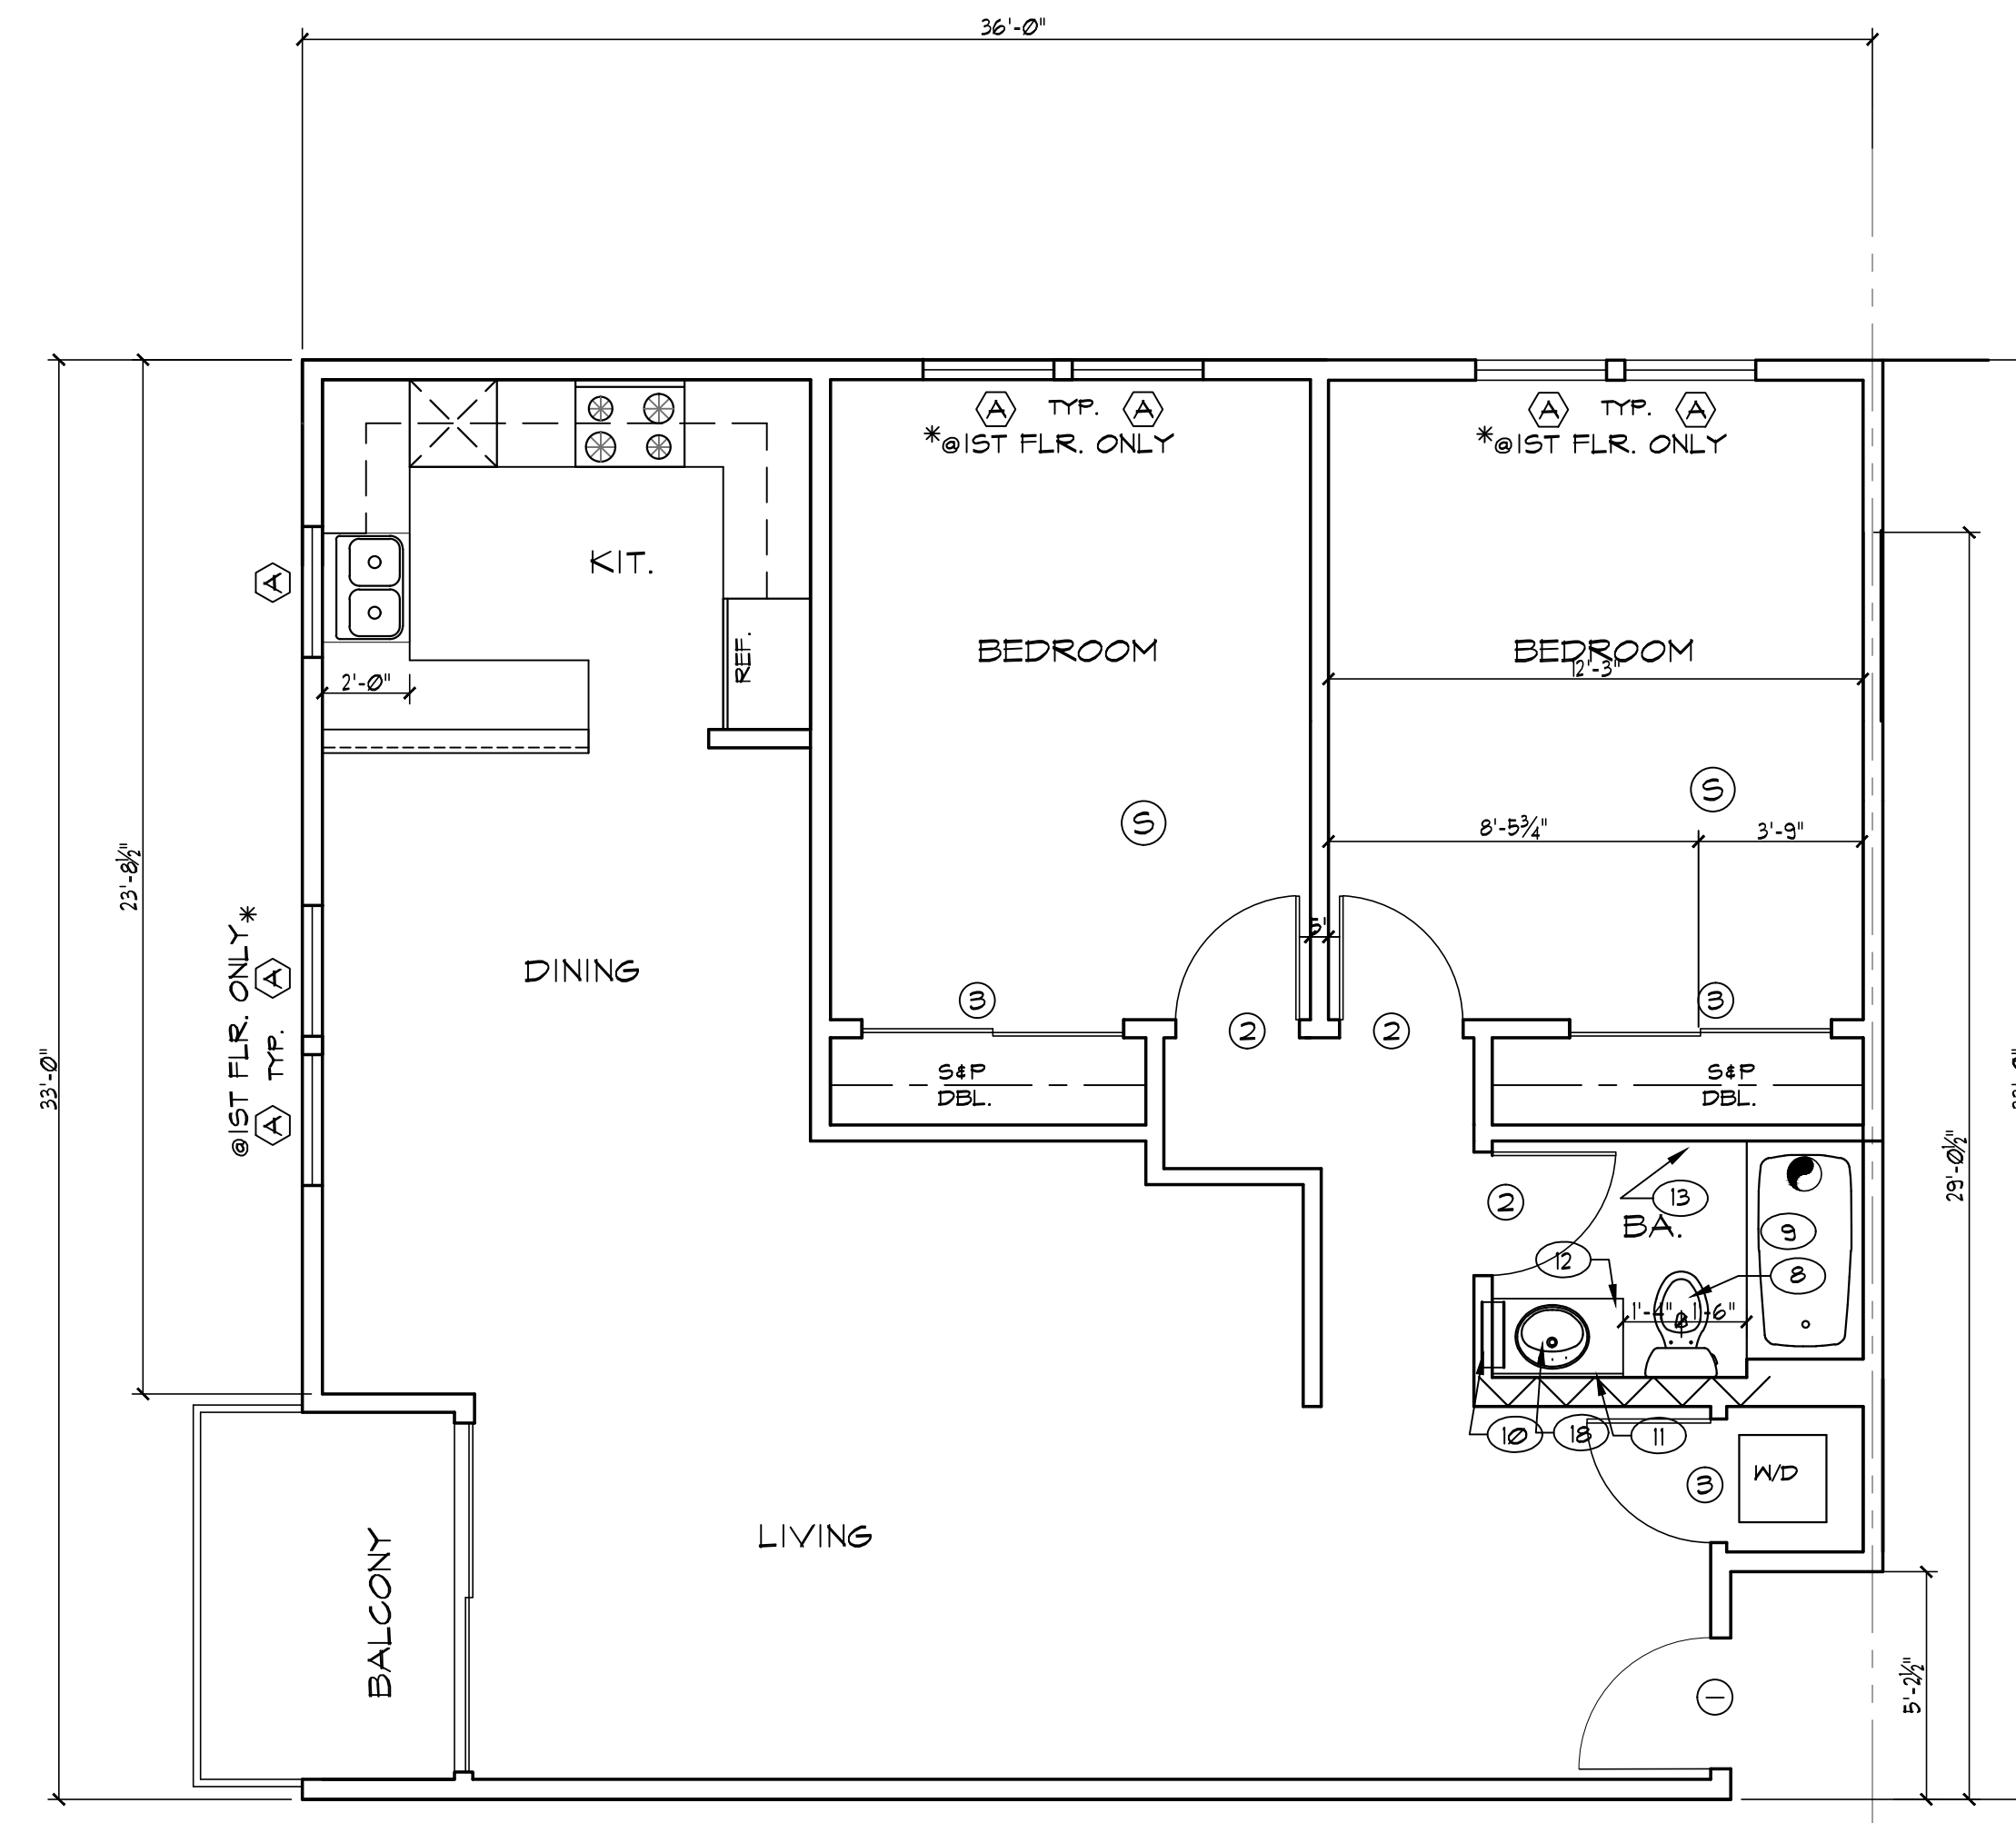 36'-0"
A TYP. A
*@1ST FLR. ONLY
A TYP. A
*@1ST FLR. ONLY
KIT.
A
REF.
BEDROOM
BEDROOM
12'-3"
2'-0"
S
S
8'-5¾"
3'-9"
23'-8½"
@1ST FLR. ONLY*
A TYP. A
DINING
5"
3
3
2
2
33'-0"
S&P
DBL.
S&P
DBL.
29'-0½"
13
2
BA.
9
12
8
1'-4"
1'-6"
10
18
11
3
W/D
LIVING
BALCONY
5'-2½"
1